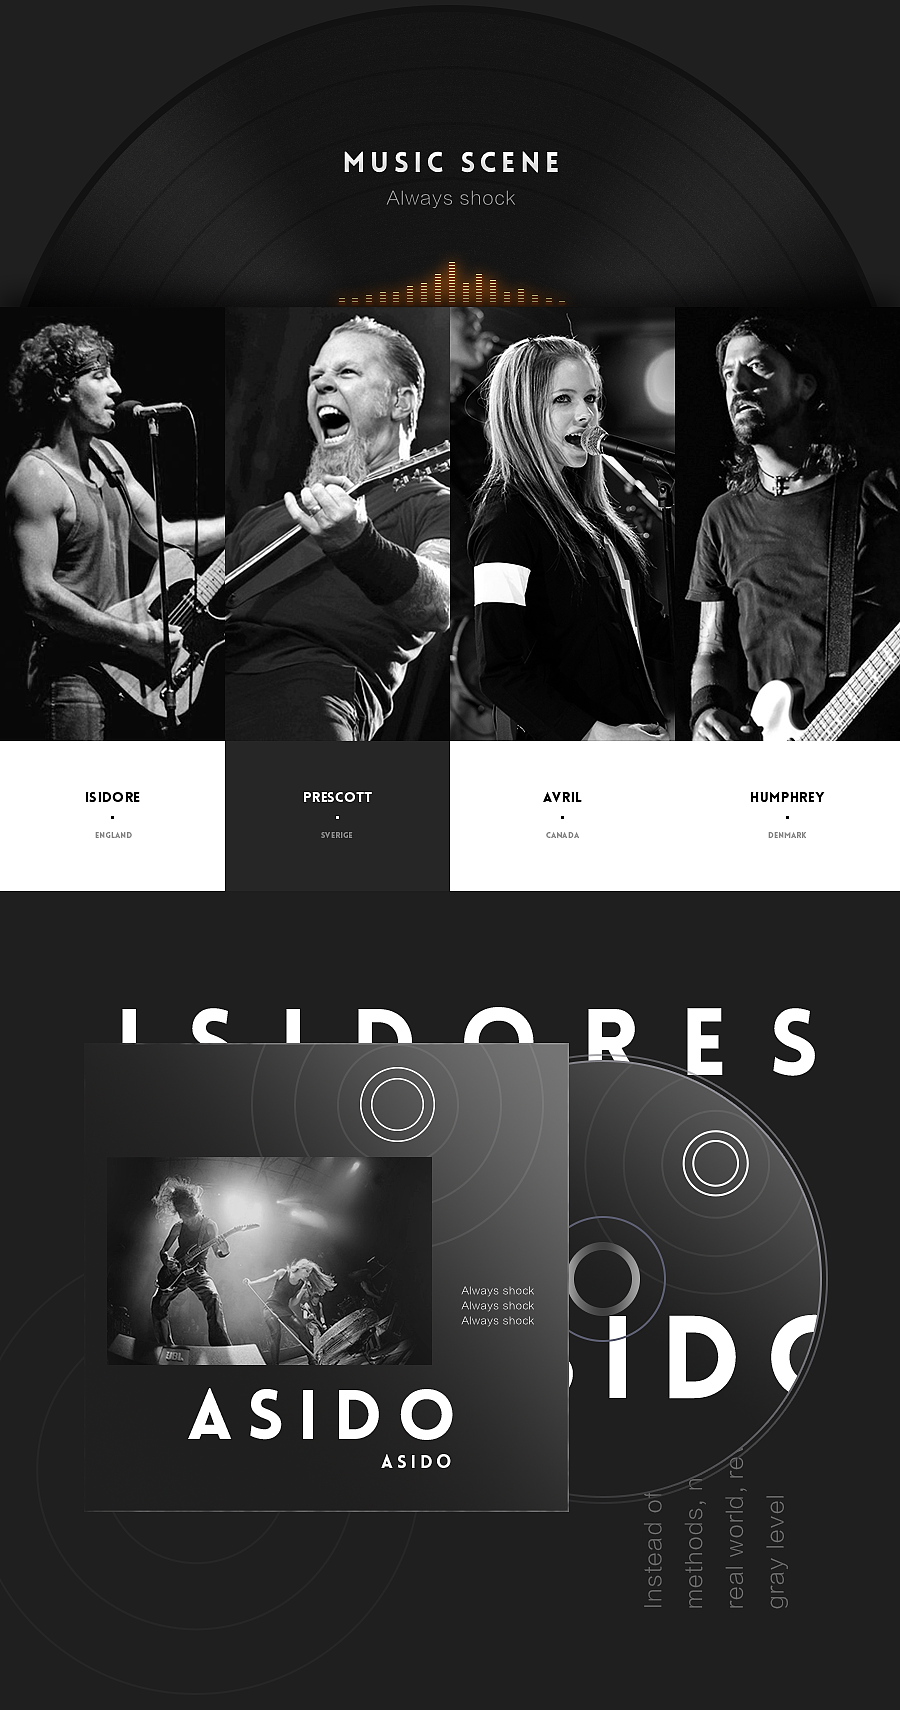 MUSIC SCENE
Always shock
ISIDORE
ENGLAND
PRESCOTT
SVERIGE
AVRIL
CANADA
HUMPHREY
DENMARK
ISIDORES
JBL
Always shock
Always shock
Always shock
ASIDO
ASIDO
SIDO
Instead of
methods,
real world,
gray level